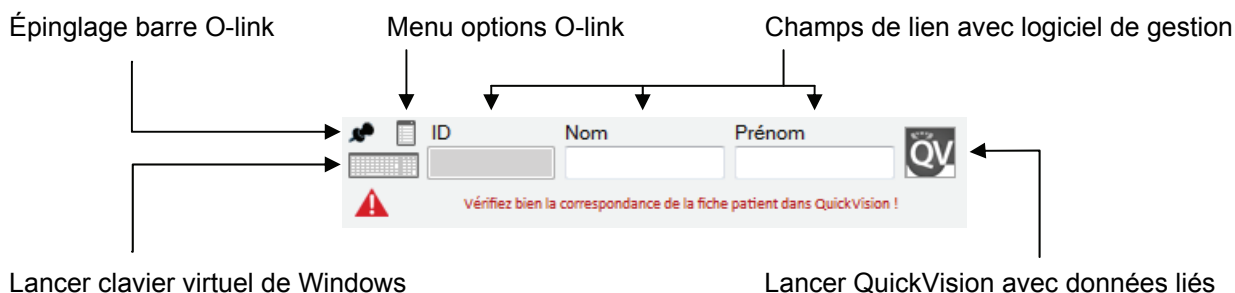 Épinglage barre O-link Menu options O-link Champs de lien avec logiciel de gestion
ID Nom Prénom
QV
Vérifiez bien la correspondance de la fiche patient dans QuickVision !
Lancer clavier virtuel de Windows Lancer QuickVision avec données liés